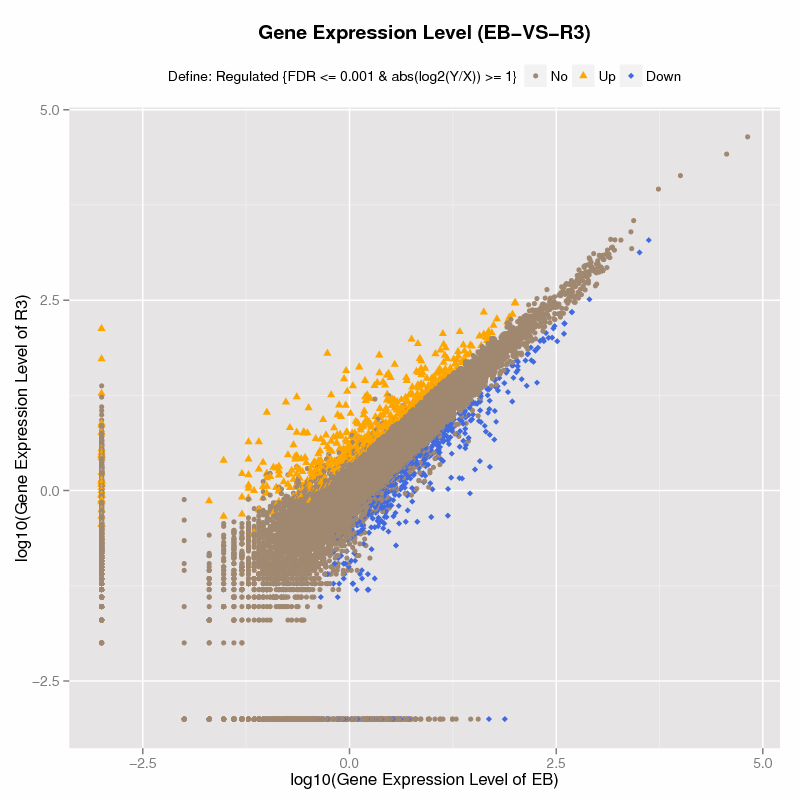 Gene Expression Level (EB−VS−R3)
Define: Regulated {FDR <= 0.001 & abs(log2(Y/X)) >= 1} No Up Down
5.0
2.5
0.0
−2.5
log10(Gene Expression Level of R3)
−2.5 0.0 2.5 5.0
log10(Gene Expression Level of EB)